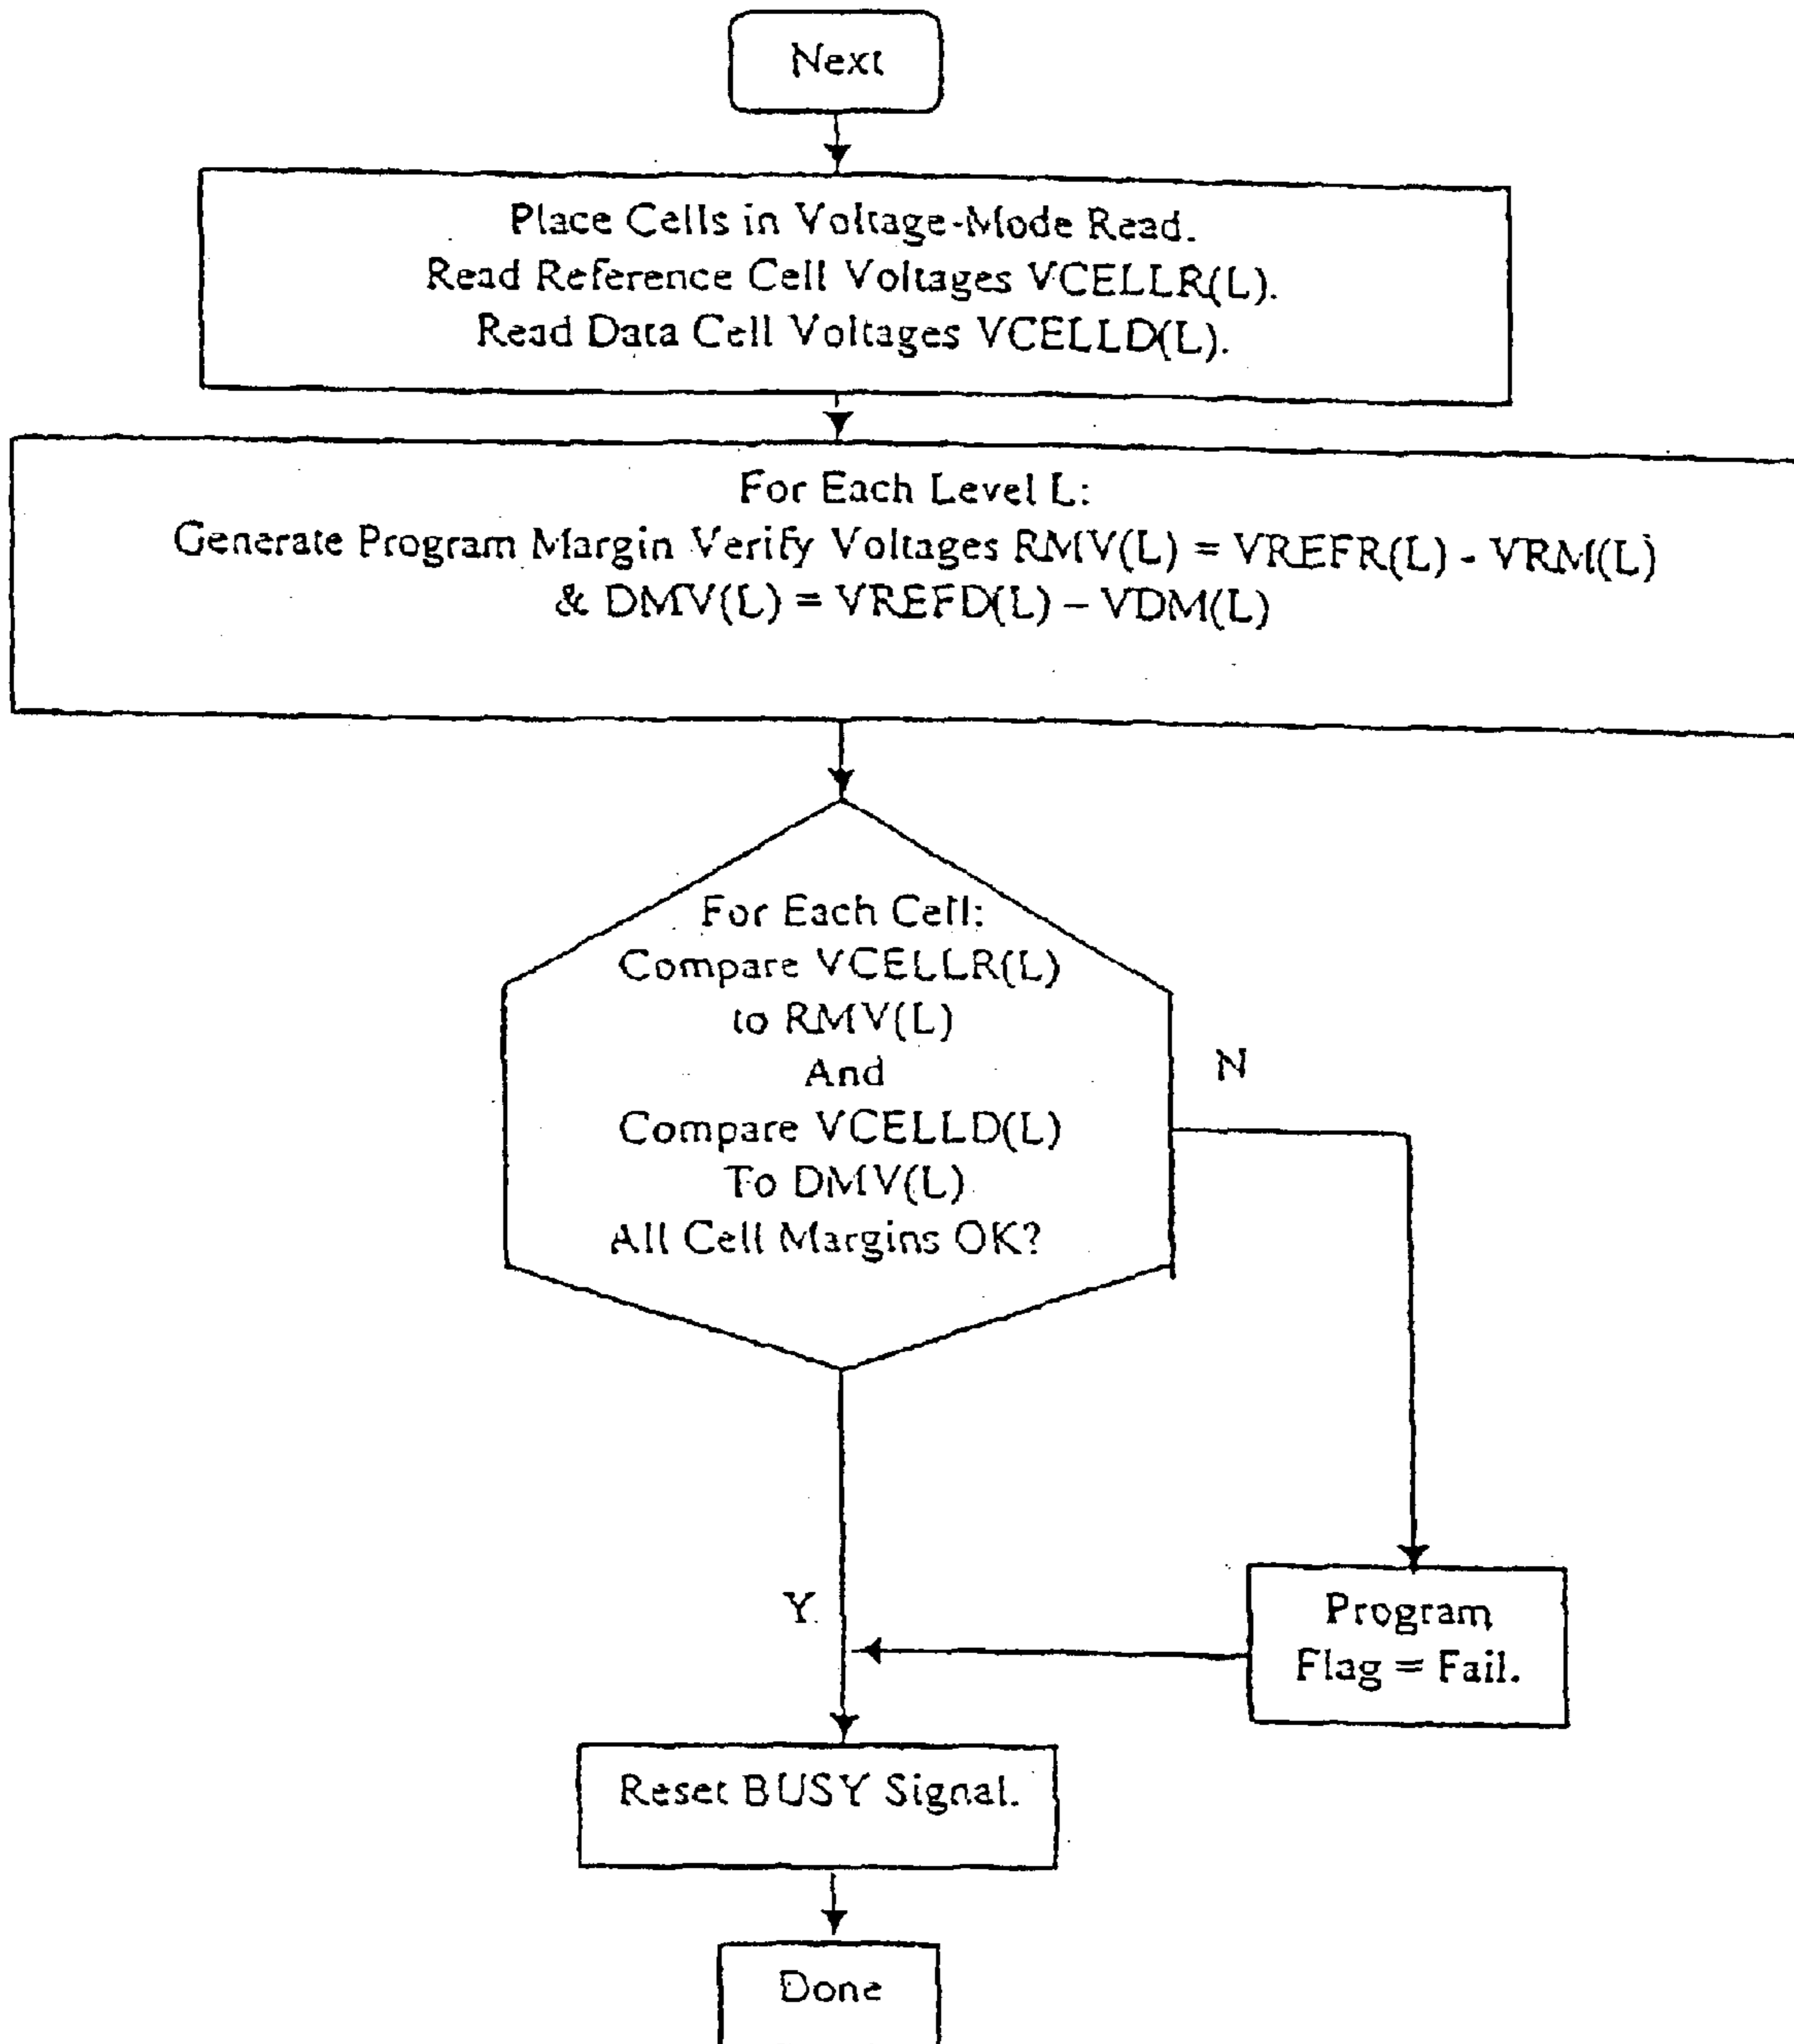 Next
Place Cells in Voltage-Mode Read.
Read Reference Cell Voltages VCELLR(L).
Read Data Cell Voltages VCELLD(L).
For Each Level L:
Generate Program Margin Verify Voltages RMV(L) = VREFR(L) - VRM(L)
& DMV(L) = VREFD(L) – VDM(L)
For Each Cell:
Compare VCELLR(L)
to RMV(L)
And
Compare VCELLD(L)
To DMV(L)
All Cell Margins OK?
N
Y
Program
Flag = Fail.
Reset BUSY Signal.
Done